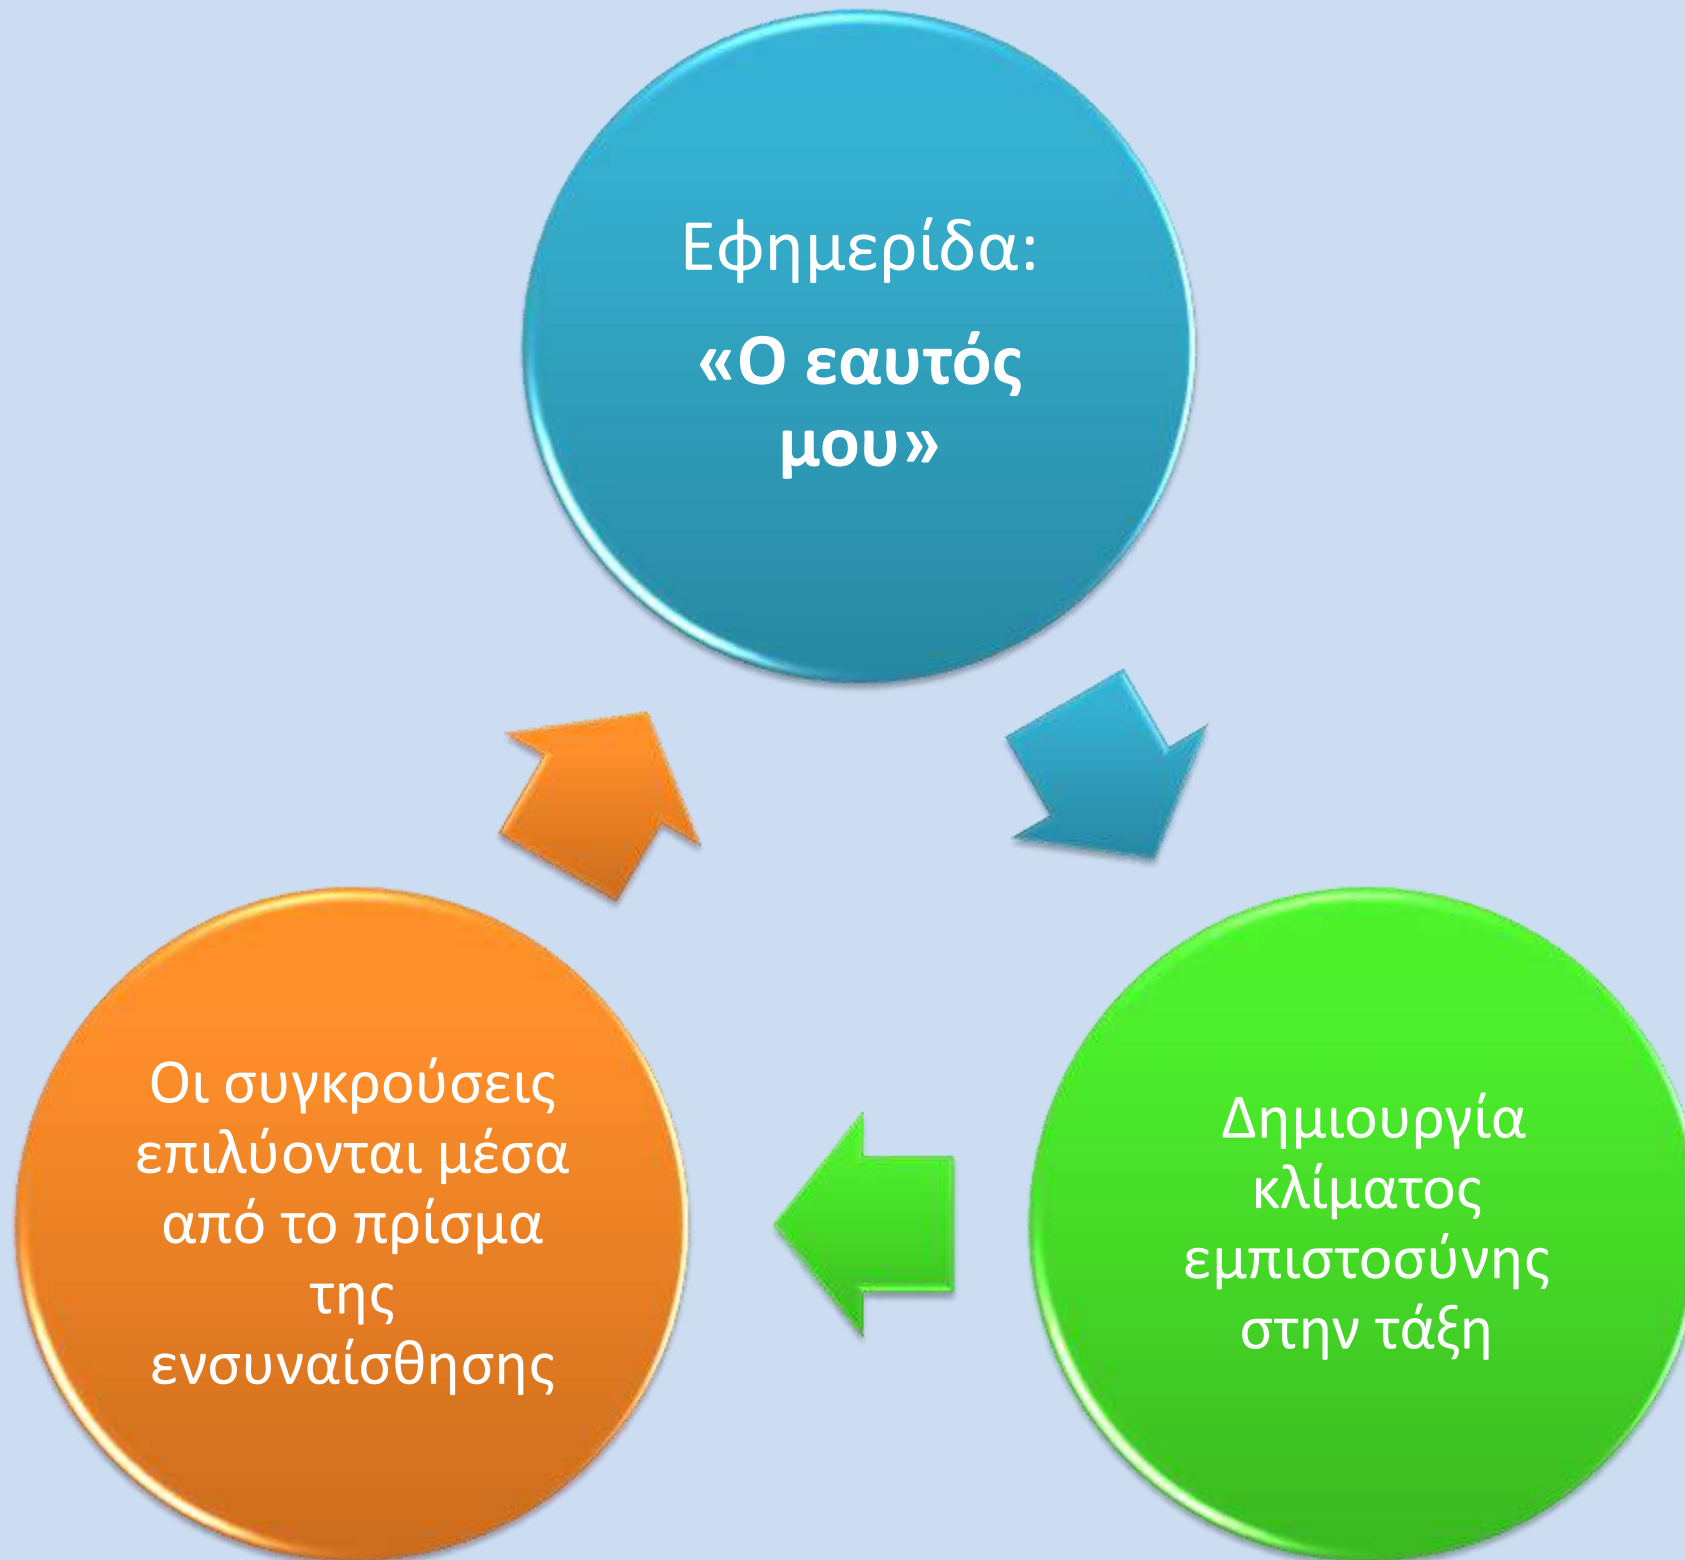 Εφημερίδα:
«Ο εαυτός
μου»
Δημιουργία
κλίματος
εμπιστοσύνης
στην τάξη
Οι συγκρούσεις
επιλύονται μέσα
από το πρίσμα
της
ενσυναίσθησης